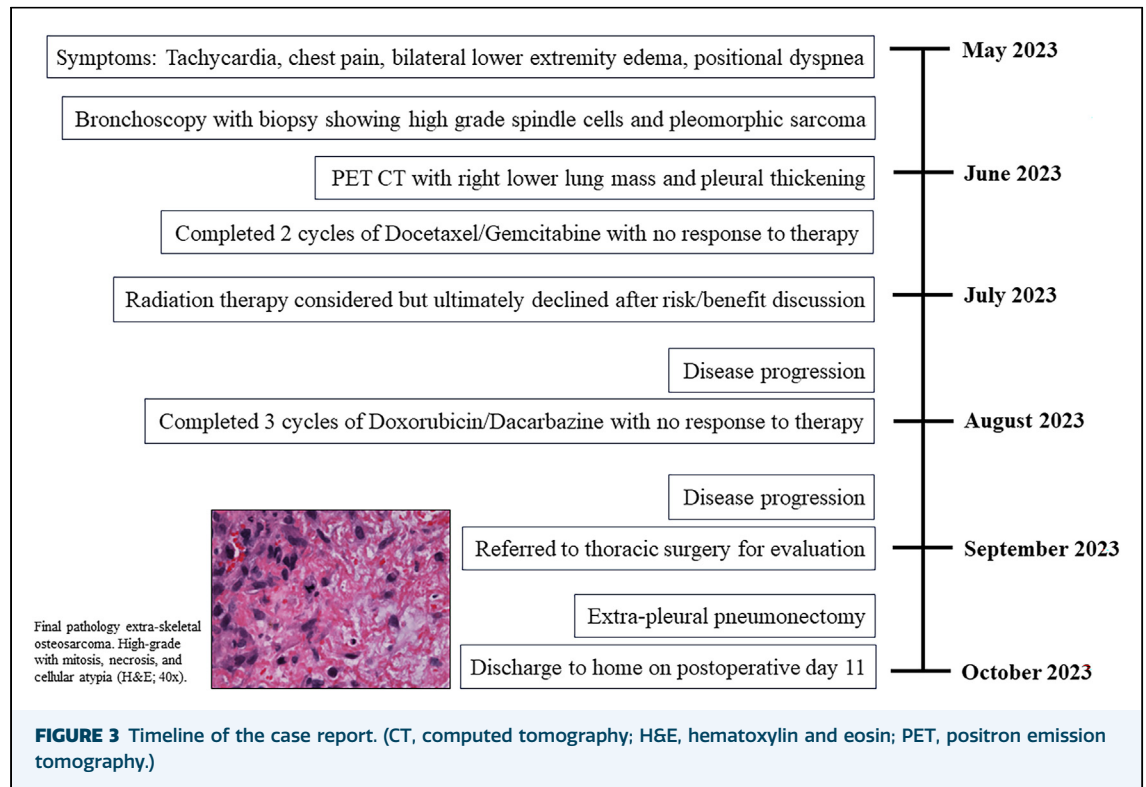 Symptoms: Tachycardia, chest pain, bilateral lower extremity edema, positional dyspnea
May 2023
Bronchoscopy with biopsy showing high grade spindle cells and pleomorphic sarcoma
PET CT with right lower lung mass and pleural thickening
June 2023
Completed 2 cycles of Docetaxel/Gemcitabine with no response to therapy
Radiation therapy considered but ultimately declined after risk/benefit discussion
July 2023
Disease progression
Completed 3 cycles of Doxorubicin/Dacarbazine with no response to therapy
August 2023
Disease progression
Referred to thoracic surgery for evaluation
September 2023
Extra-pleural pneumonectomy
Final pathology extra-skeletal
osteosarcoma. High-grade
with mitosis, necrosis, and
cellular atypia (H&E; 40x).
Discharge to home on postoperative day 11
October 2023
FIGURE 3 Timeline of the case report. (CT, computed tomography; H&E, hematoxylin and eosin; PET, positron emission
tomography.)